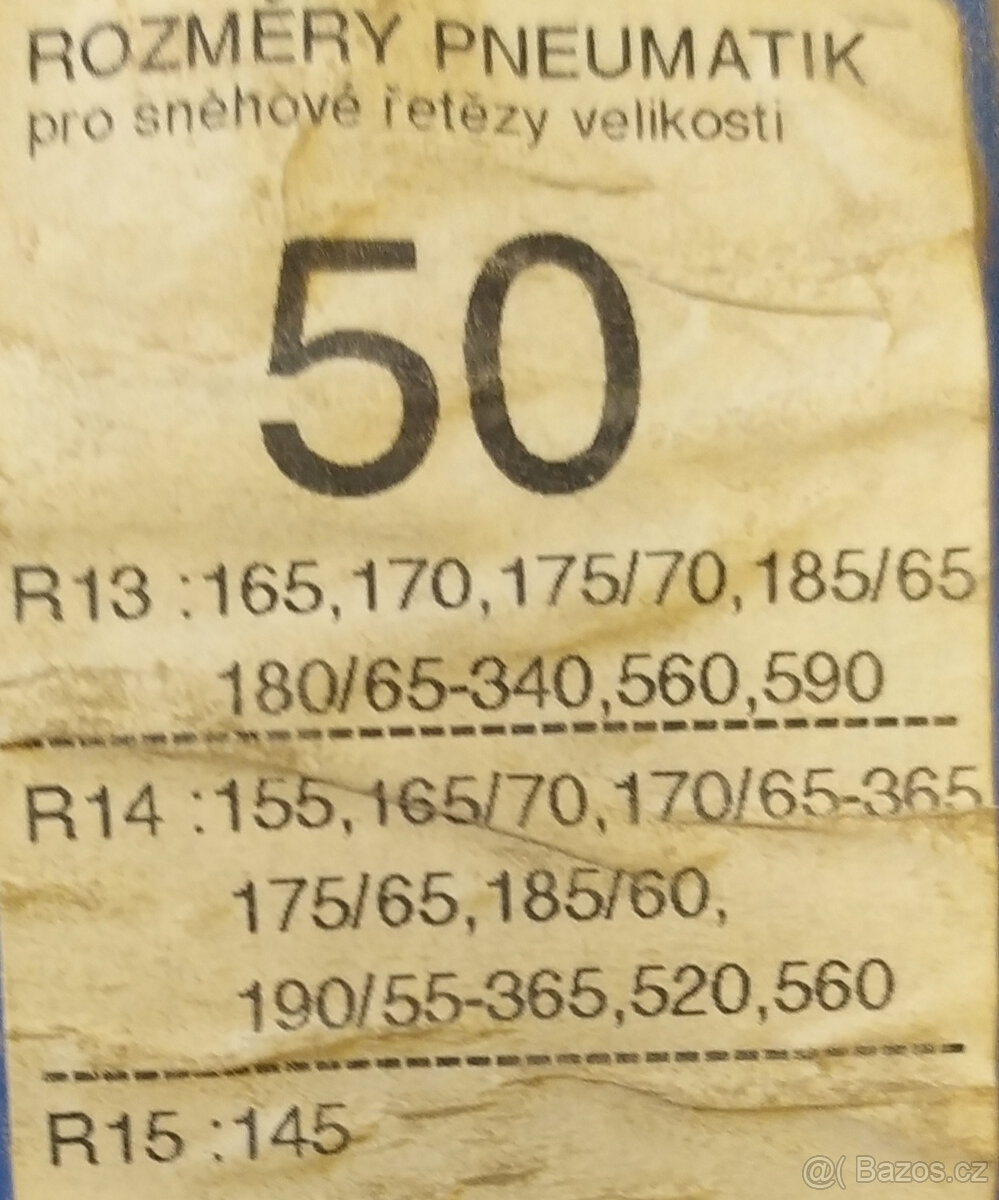 ROZMĚRY PNEUMATIK
pro sněhové řetězy velikosti
50
R13 :165,170,175/70,185/65
180/65-340,560,590
R14 :155,165/70,170/65-365
175/65,185/60,
190/55-365,520,560
R15 :145
@( Bazos.cz